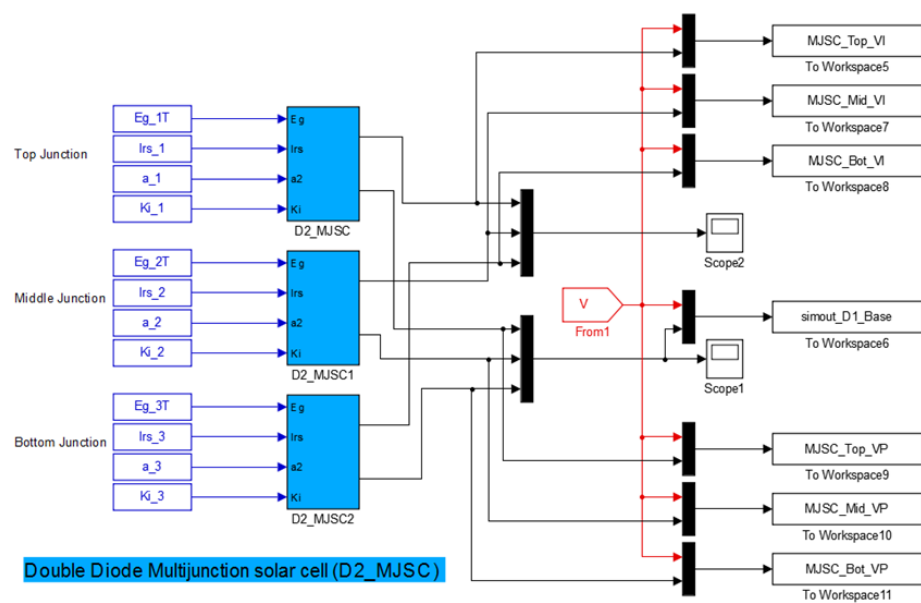 Top Junction
Eg_1T
Irs_1
a_1
Ki_1
Eg
Irs
a2
Ki
D2_MJSC
Middle Junction
Eg_2T
Irs_2
a_2
Ki_2
Eg
Irs
a2
Ki
D2_MJSC1
Bottom Junction
Eg_3T
Irs_3
a_3
Ki_3
Eg
Irs
a2
Ki
D2_MJSC2
V
From1
MJSC_Top_VI
To Workspace5
MJSC_Mid_VI
To Workspace7
MJSC_Bot_VI
To Workspace8
Scope2
simout_D1_Base
To Workspace6
Scope1
MJSC_Top_VP
To Workspace9
MJSC_Mid_VP
To Workspace10
MJSC_Bot_VP
To Workspace11
Double Diode Multijunction solar cell (D2_MJSC)